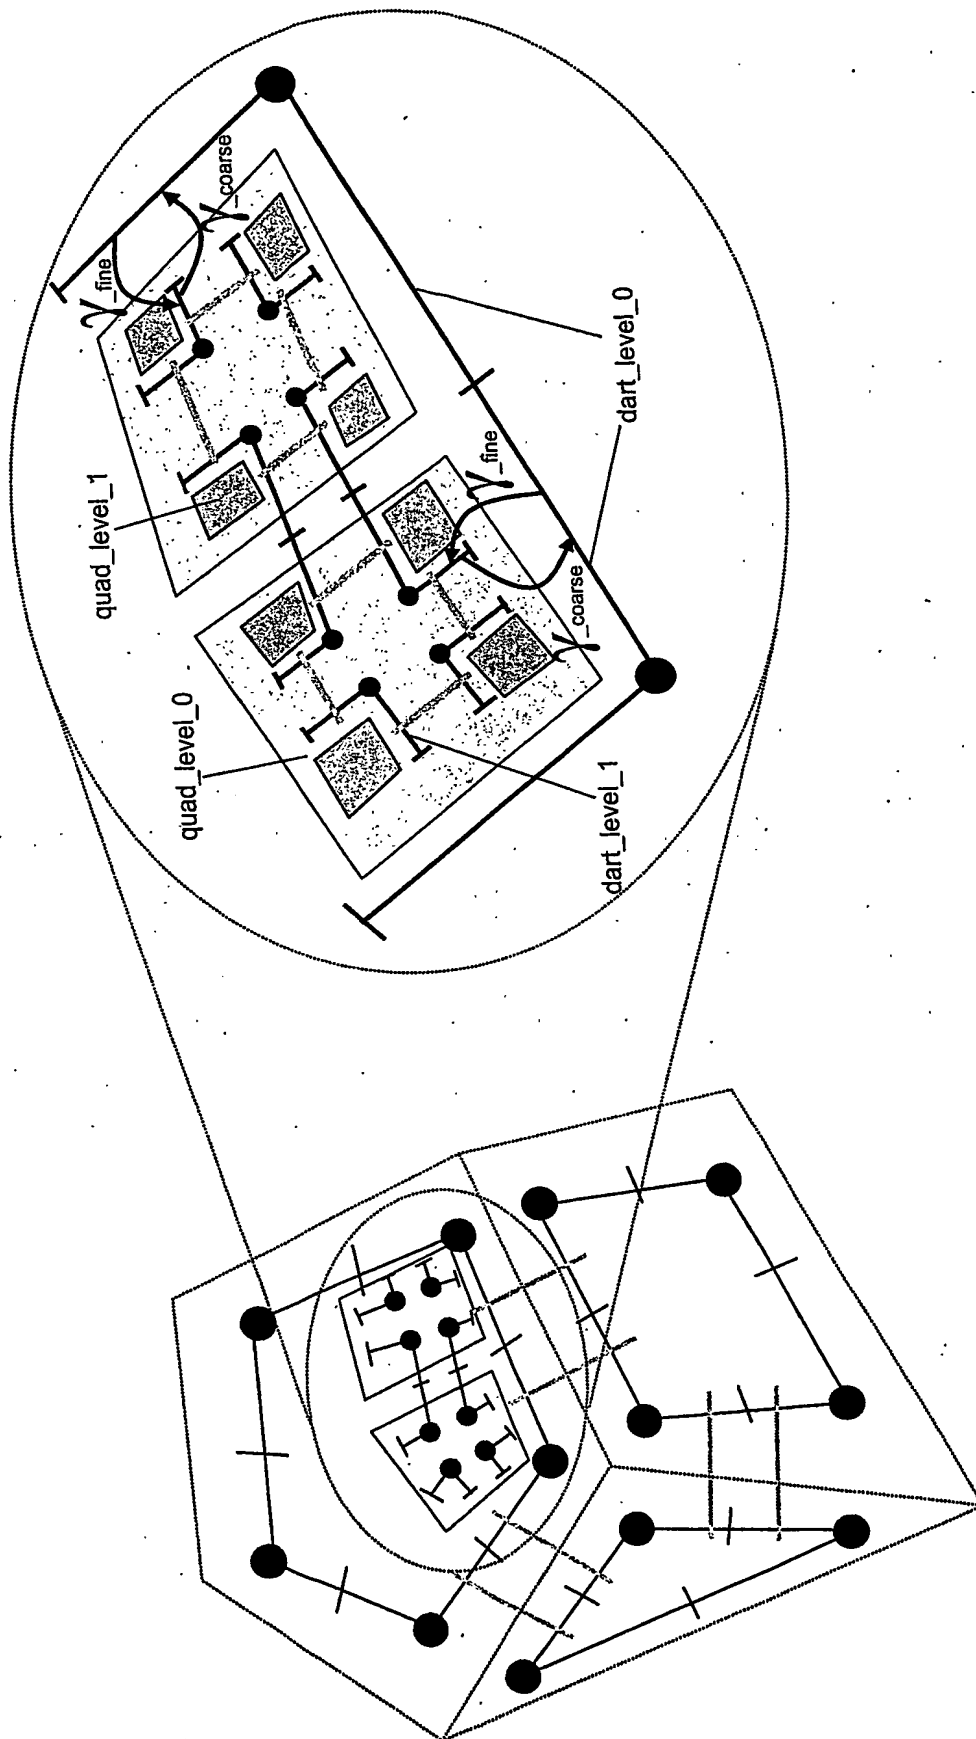 γ_coarse
γ_fine
quad_level_1
dart_level_0
γ_fine
γ_coarse
quad_level_0
dart_level_1